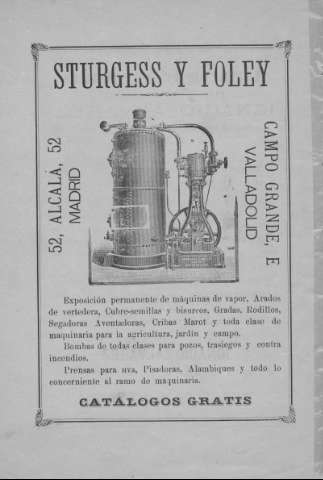 STURGESS Y FOLEY
52, ALCALÁ, 52
MADRID
CAMPO GRANDE, E
VALLADOLID
Exposición permanente de máquinas de vapor, Arados
de vertedera, Cubre-semillas y bisurcos, Gradas, Rodillos,
Segadoras Aventadoras, Cribas Marot y toda clase de
maquinaria para la agricultura, jardín y campo.
Bombas de todas clases para pozos, trasiegos y contra
incendios.
Prensas para uva, Pisadoras, Alambiques y todo lo
concerniente al ramo de maquinaria.
CATÁLOGOS GRATIS